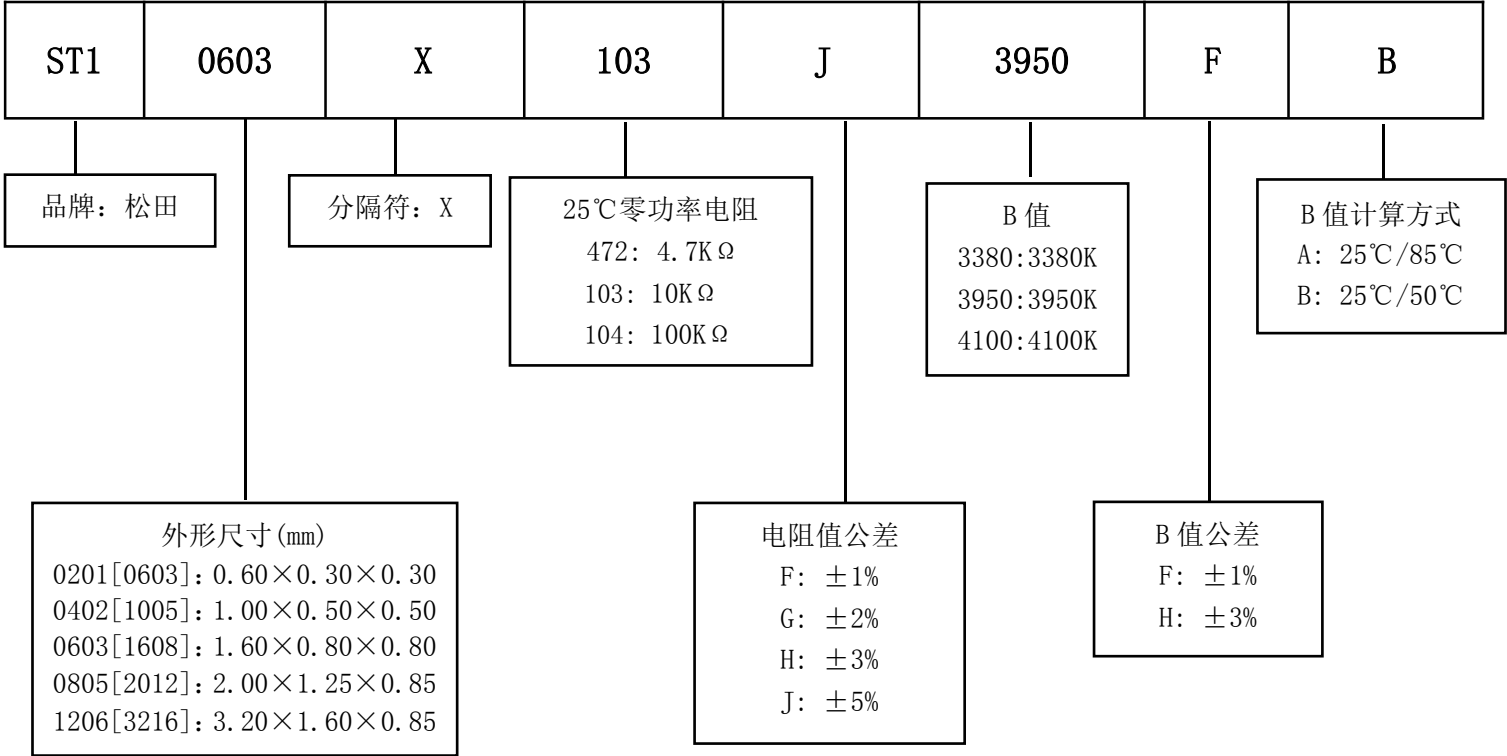 ST1 0603 X 103 J 3950 F B
品�：松田
分隔符：X
25℃零功率电阻
472: 4.7KΩ
103: 10KΩ
104: 100KΩ
B值
3380:3380K
3950:3950K
4100:4100K
B值计算方式
A: 25℃/85℃
B: 25℃/50℃
外形尺寸(mm)
0201[0603]：0.60×0.30×0.30
0402[1005]：1.00×0.50×0.50
0603[1608]：1.60×0.80×0.80
0805[2012]：2.00×1.25×0.85
1206[3216]：3.20×1.60×0.85
电阻值公差
F: ±1%
G: ±2%
H: ±3%
J: ±5%
B值公差
F: ±1%
H: ±3%